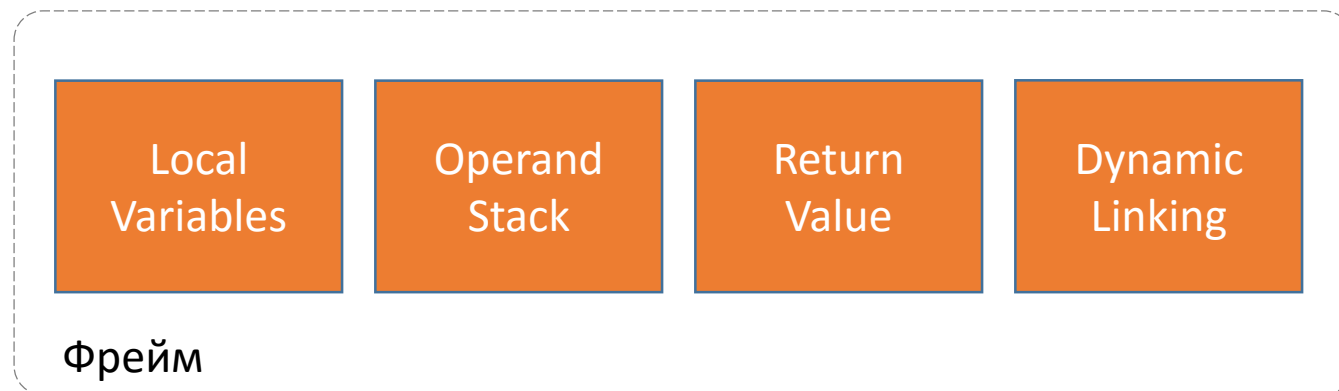 Local
Variables
Operand
Stack
Return
Value
Dynamic
Linking
Фрейм